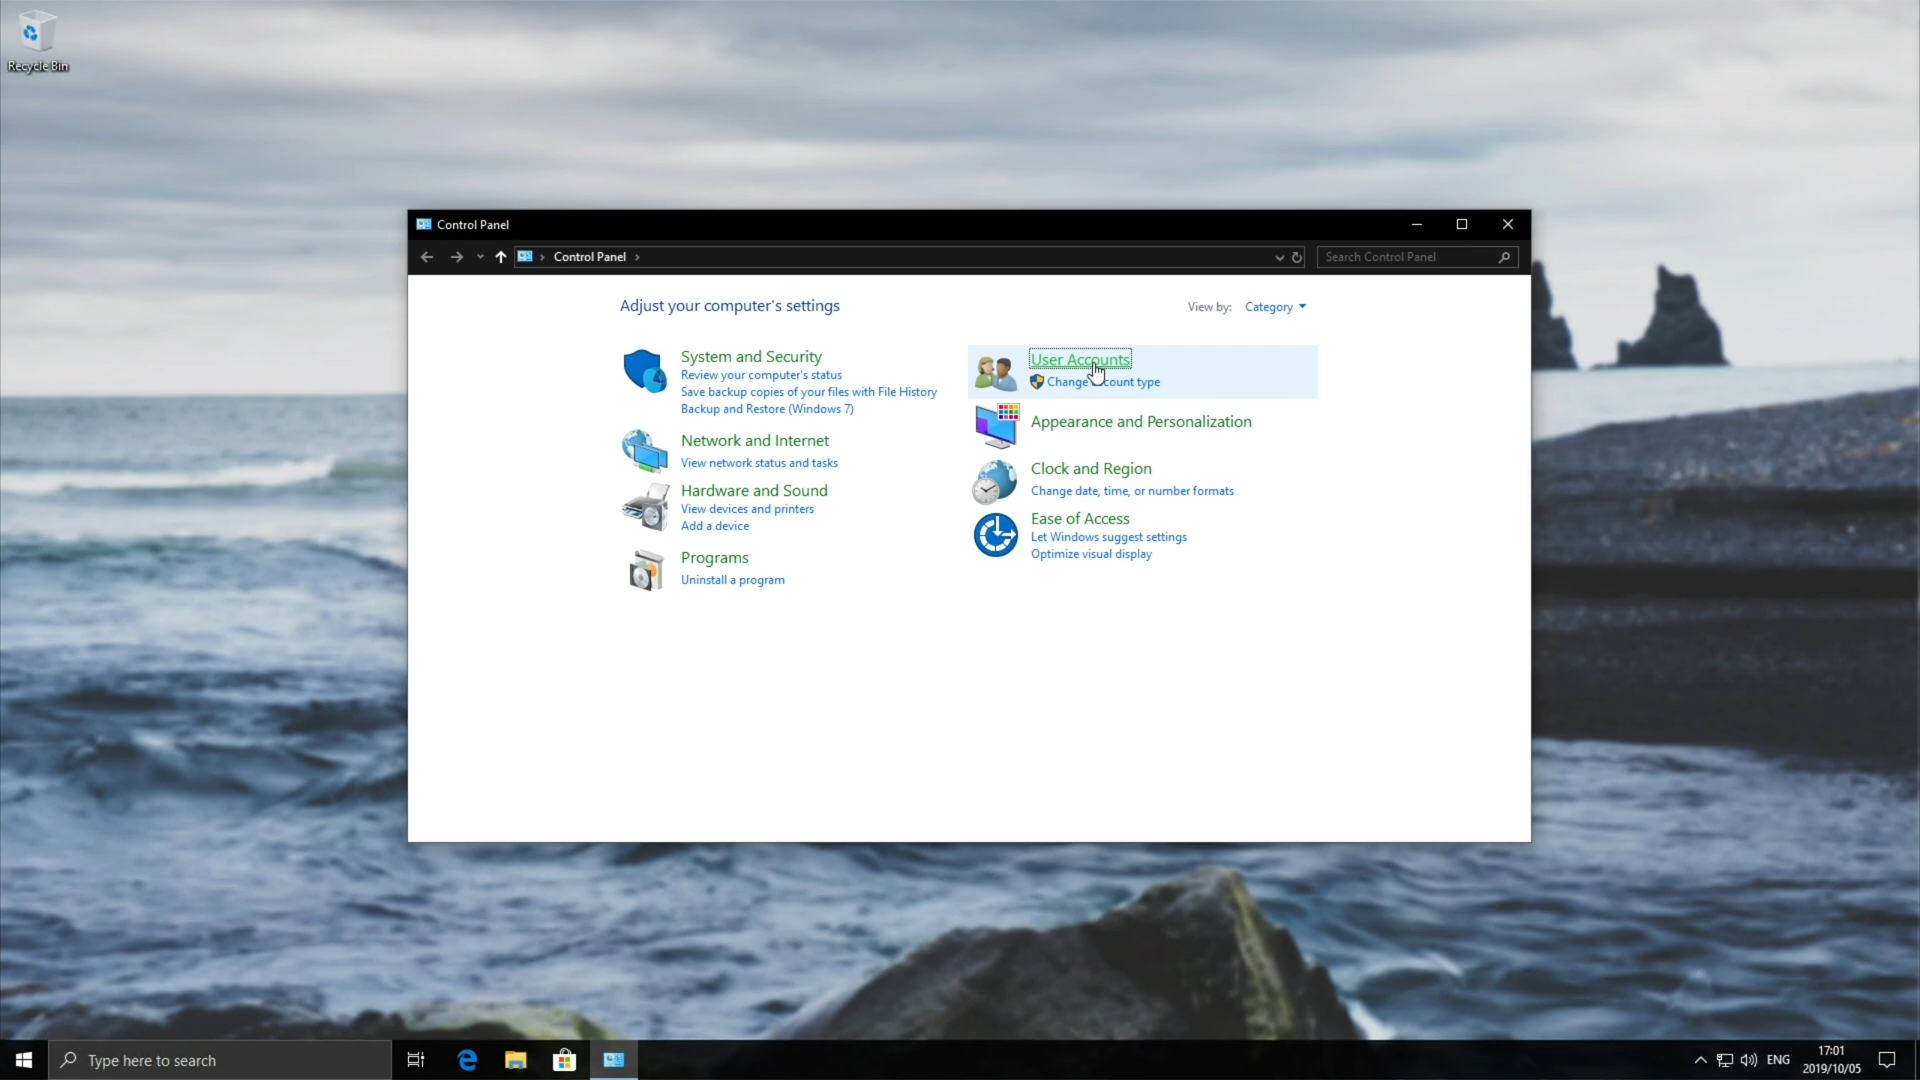 Recycle Bin
Control Panel
Control Panel
Search Control Panel
Adjust your computer's settings
View by: Category
System and Security
Review your computer's status
Save backup copies of your files with File History
Backup and Restore (Windows 7)
Network and Internet
View network status and tasks
Hardware and Sound
View devices and printers
Add a device
Programs
Uninstall a program
User Accounts
Change account type
Appearance and Personalization
Clock and Region
Change date, time, or number formats
Ease of Access
Let Windows suggest settings
Optimize visual display
Type here to search
ENG
17:01
2019/10/05